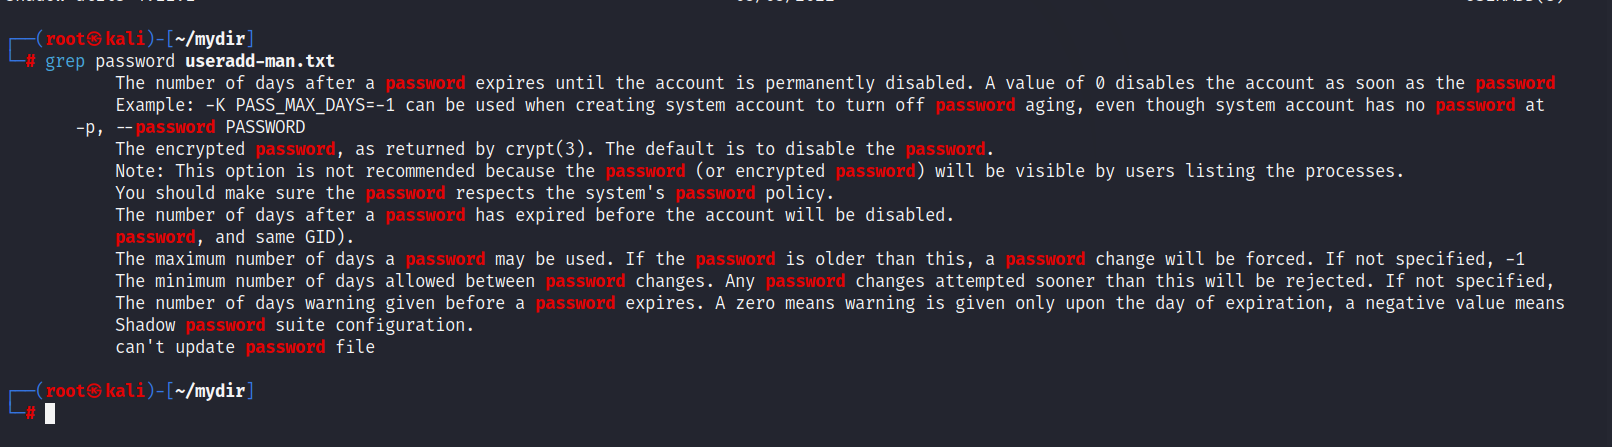 ┌──(root㉿kali)-[~/mydir]
└─# grep password useradd-man.txt
The number of days after a password expires until the account is permanently disabled. A value of 0 disables the account as soon as the password
Example: -K PASS_MAX_DAYS=-1 can be used when creating system account to turn off password aging, even though system account has no password at
-p, --password PASSWORD
The encrypted password, as returned by crypt(3). The default is to disable the password.
Note: This option is not recommended because the password (or encrypted password) will be visible by users listing the processes.
You should make sure the password respects the system's password policy.
The number of days after a password has expired before the account will be disabled.
password, and same GID).
The maximum number of days a password may be used. If the password is older than this, a password change will be forced. If not specified, -1
The minimum number of days allowed between password changes. Any password changes attempted sooner than this will be rejected. If not specified,
The number of days warning given before a password expires. A zero means warning is given only upon the day of expiration, a negative value means
Shadow password suite configuration.
can't update password file
┌──(root㉿kali)-[~/mydir]
└─#